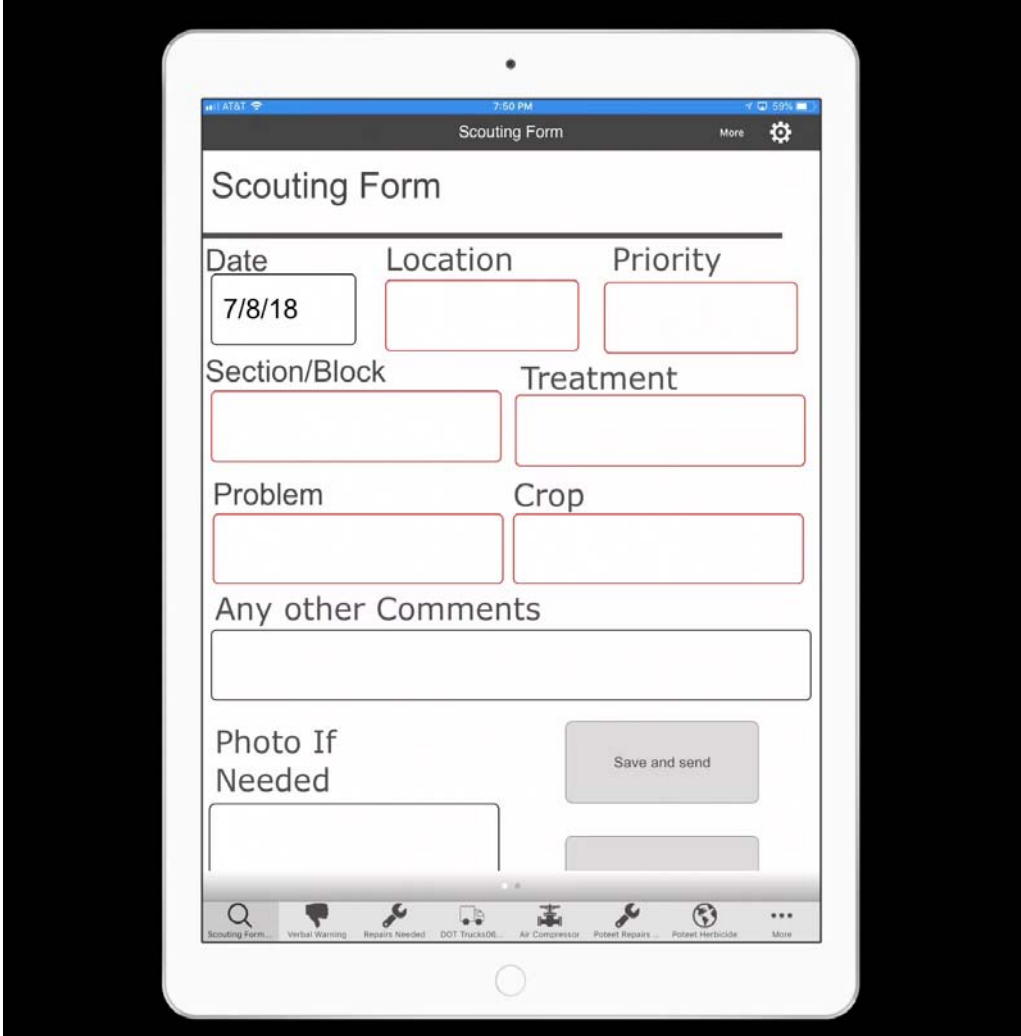 AT&T 7:50 PM 59%
Scouting Form More
Scouting Form
Date Location Priority
7/8/18
Section/Block Treatment
Problem Crop
Any other Comments
Photo If
Needed
Save and send
Scouting Form... Verbal Warning Repairs Needed DOT Trucks06... Air Compressor Poteet Repairs ... Poteet Herbicide More